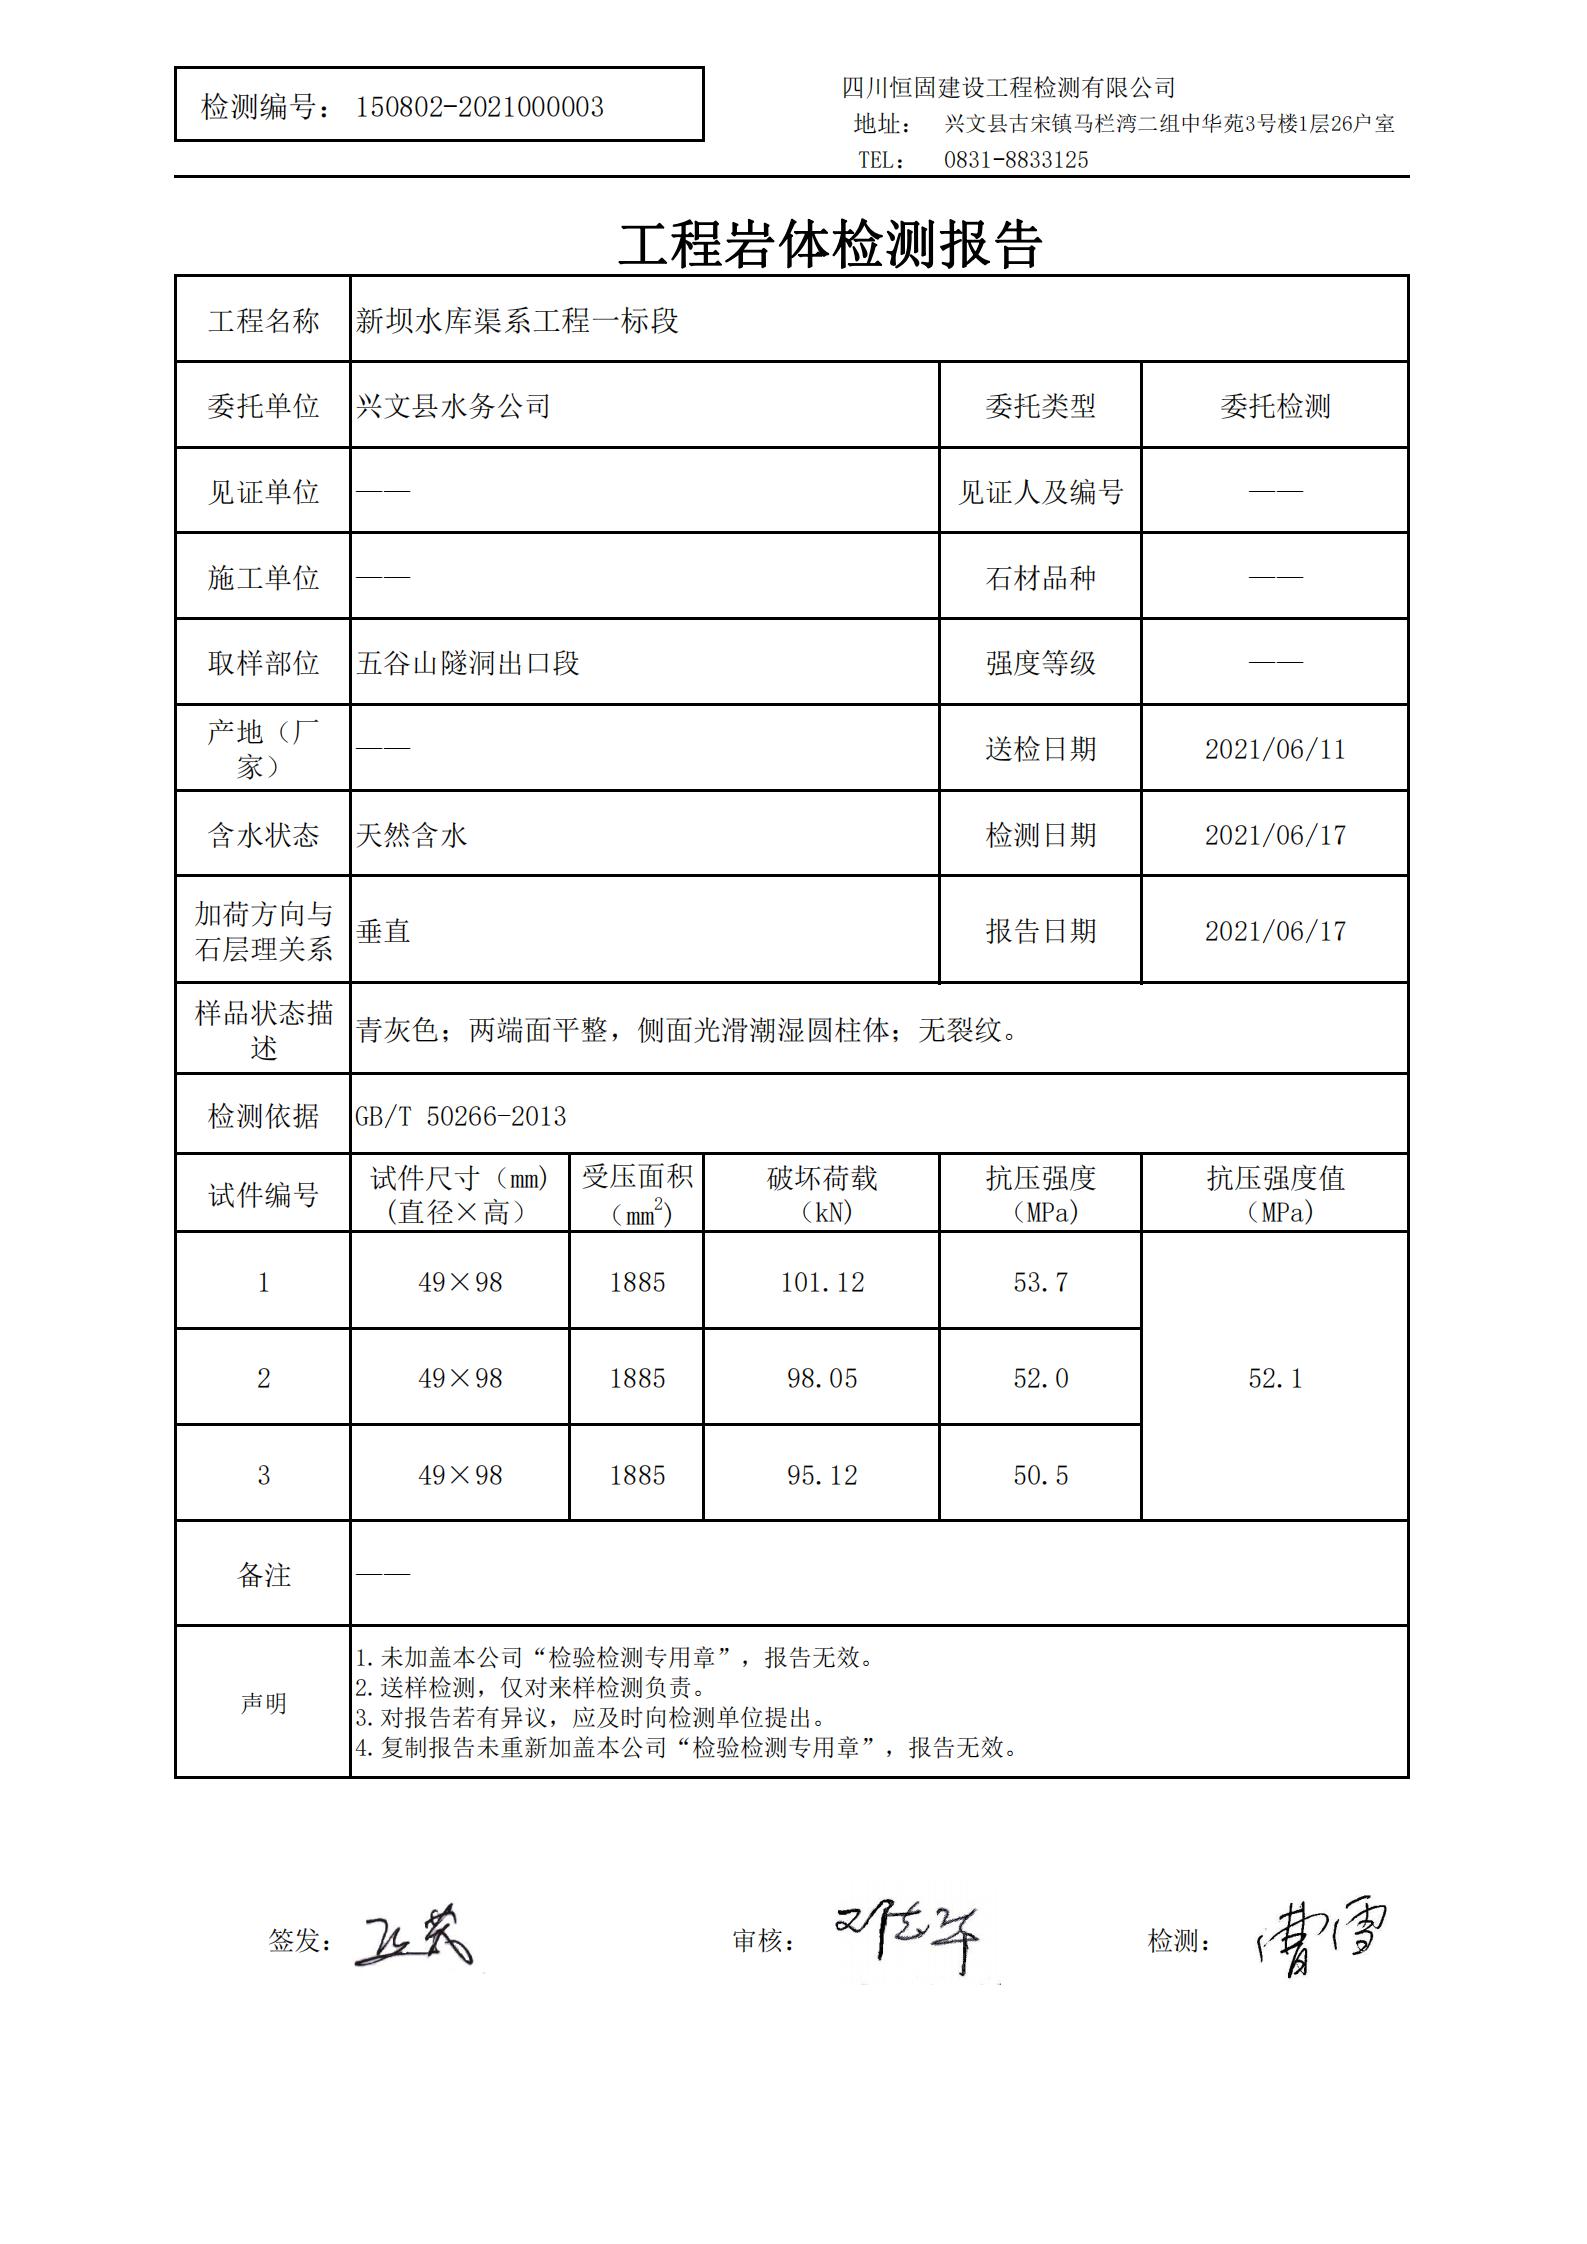 检测编号： 150802-2021000003
四川恒固建设工程检测有限公司
地址： 兴文县古宋镇马栏湾二组中华苑3号楼1层26户室
TEL： 0831-8833125
工程岩体检测报告
工程名称 新坝水库渠系工程一标段
委托单位 兴文县水务公司 委托类型 委托检测
见证单位 —— 见证人及编号 ——
施工单位 —— 石材品种 ——
取样部位 五谷山隧洞出口段 强度等级 ——
产地（厂
家） —— 送检日期 2021/06/11
含水状态 天然含水 检测日期 2021/06/17
加荷方向与
石层理关系 垂直 报告日期 2021/06/17
样品状态描
述 青灰色；两端面平整，侧面光滑潮湿圆柱体；无裂纹。
检测依据 GB/T 50266-2013
试件编号 试件尺寸（mm) 受压面积 破坏荷载 抗压强度 抗压强度值
(直径×高） （mm²) （kN) （MPa) （MPa)
1 49×98 1885 101.12 53.7
2 49×98 1885 98.05 52.0 52.1
3 49×98 1885 95.12 50.5
备注 ——
声明
1.未加盖本公司“检验检测专用章”，报告无效。
2.送样检测，仅对来样检测负责。
3.对报告若有异议，应及时向检测单位提出。
4.复制报告未重新加盖本公司“检验检测专用章”，报告无效。
签发： 审核： 检测： 曹雪